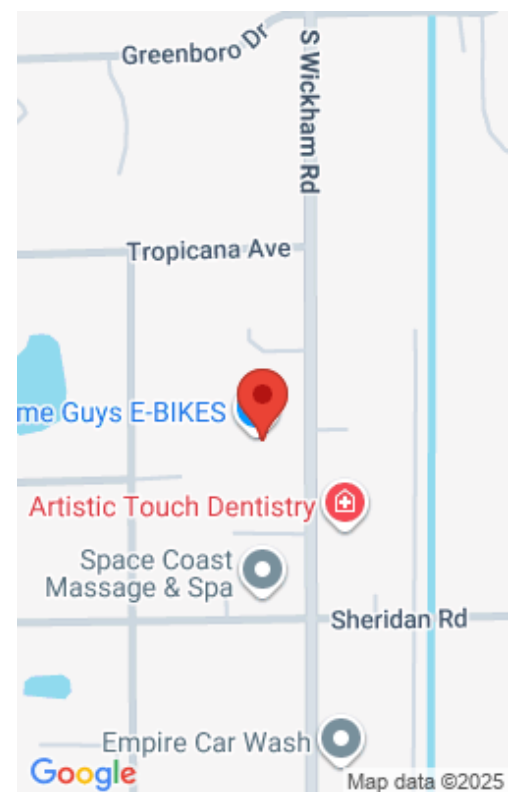 Greenboro Dr
S Wickham Rd
Tropicana Ave
me Guys E-BIKES
Artistic Touch Dentistry
Space Coast
Massage & Spa
Sheridan Rd
Empire Car Wash
Google
Map data ©2025